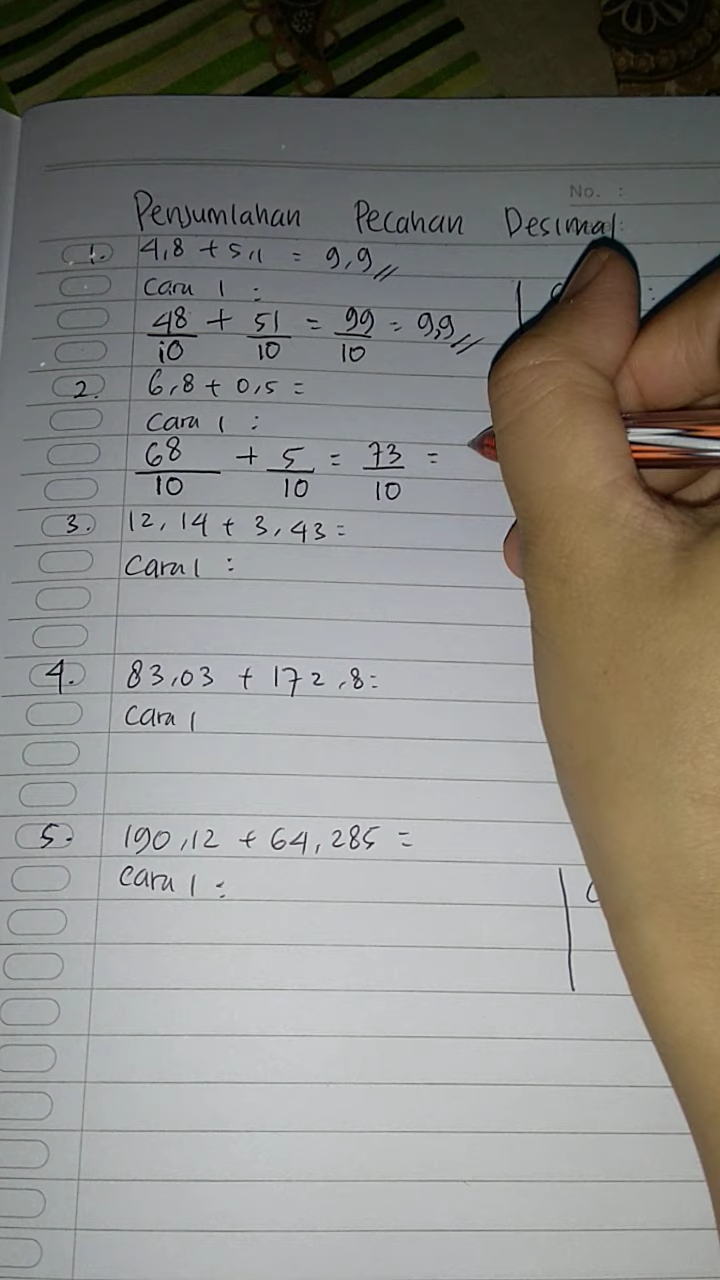 No. :
Penjumlahan Pecahan Desimal
1. 4,8 + 5,1 = 9,9
Cara 1 :
48/10 + 51/10 = 99/10 = 9,9
2. 6,8 + 0,5 =
Cara 1 :
68/10 + 5/10 = 73/10 =
3. 12,14 + 3,43 =
Cara 1 :
4. 83,03 + 172,8 =
Cara 1
5. 190,12 + 64,285 =
Cara 1 :